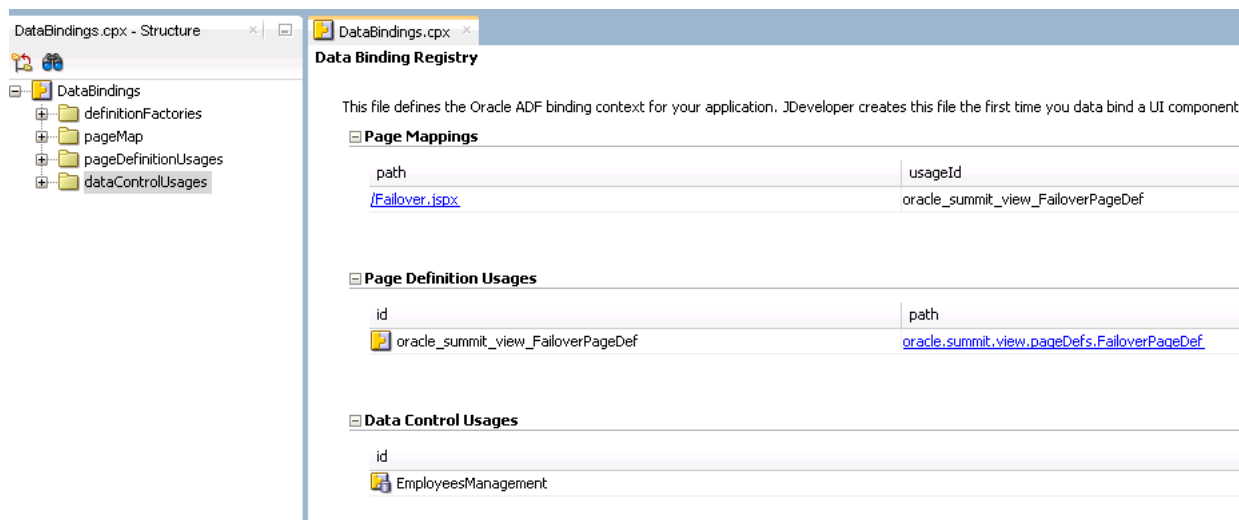 DataBindings.cpx - Structure
DataBindings
definitionFactories
pageMap
pageDefinitionUsages
dataControlUsages
DataBindings.cpx
Data Binding Registry
This file defines the Oracle ADF binding context for your application. JDeveloper creates this file the first time you data bind a UI component
Page Mappings
path usageId
/Failover.jspx oracle_summit_view_FailoverPageDef
Page Definition Usages
id path
oracle_summit_view_FailoverPageDef oracle.summit.view.pageDefs.FailoverPageDef
Data Control Usages
id
EmployeesManagement